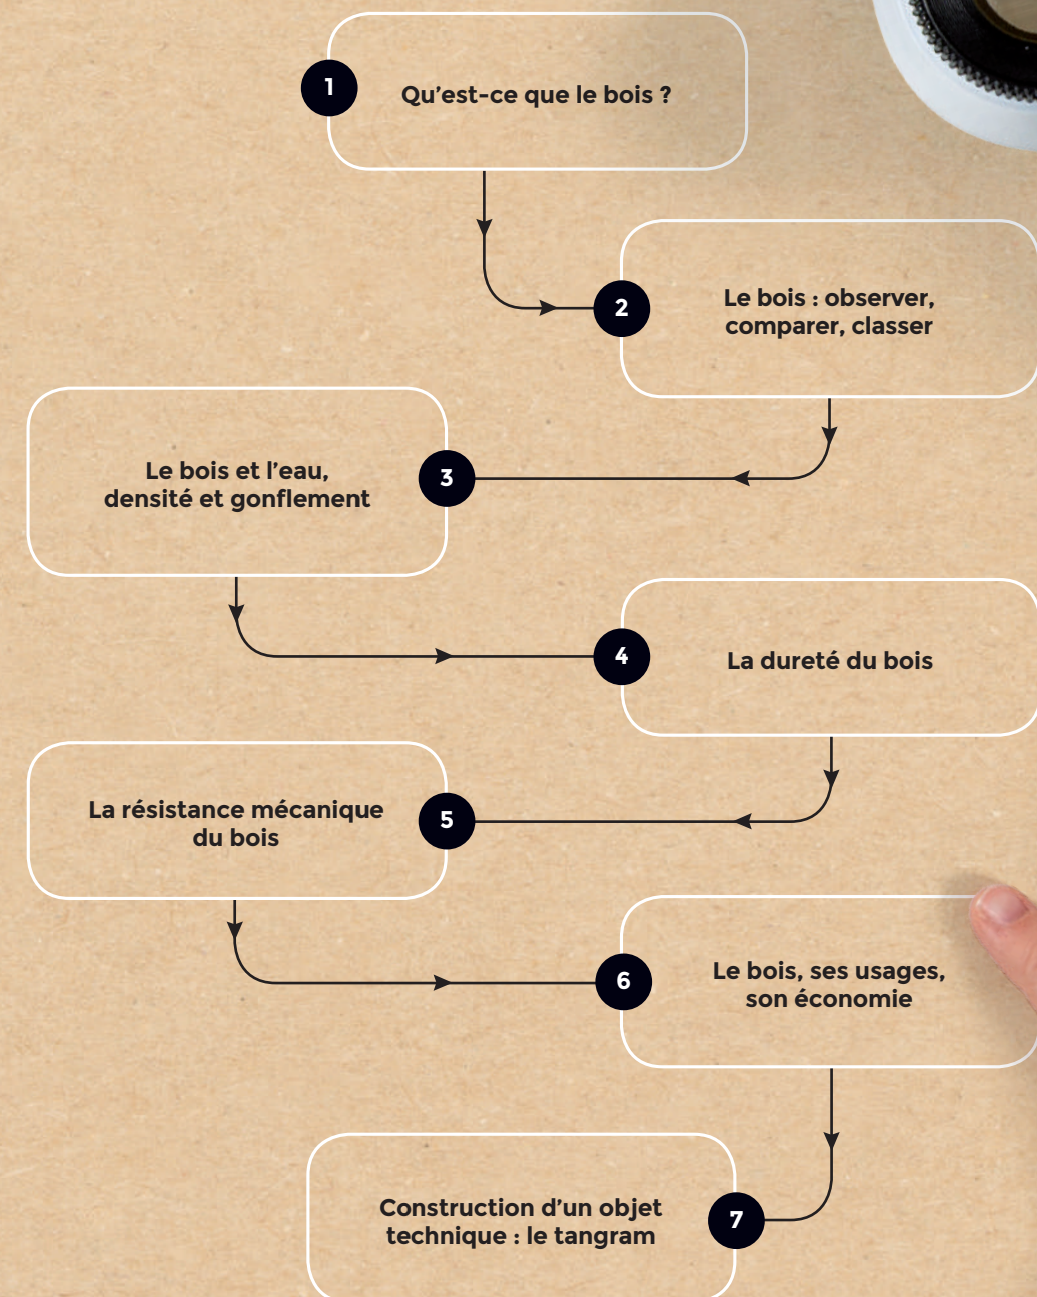 1
Qu'est-ce que le bois ?
2
Le bois : observer,
comparer, classer
3
Le bois et l'eau,
densité et gonflement
4
La dureté du bois
5
La résistance mécanique
du bois
6
Le bois, ses usages,
son économie
7
Construction d'un objet
technique : le tangram